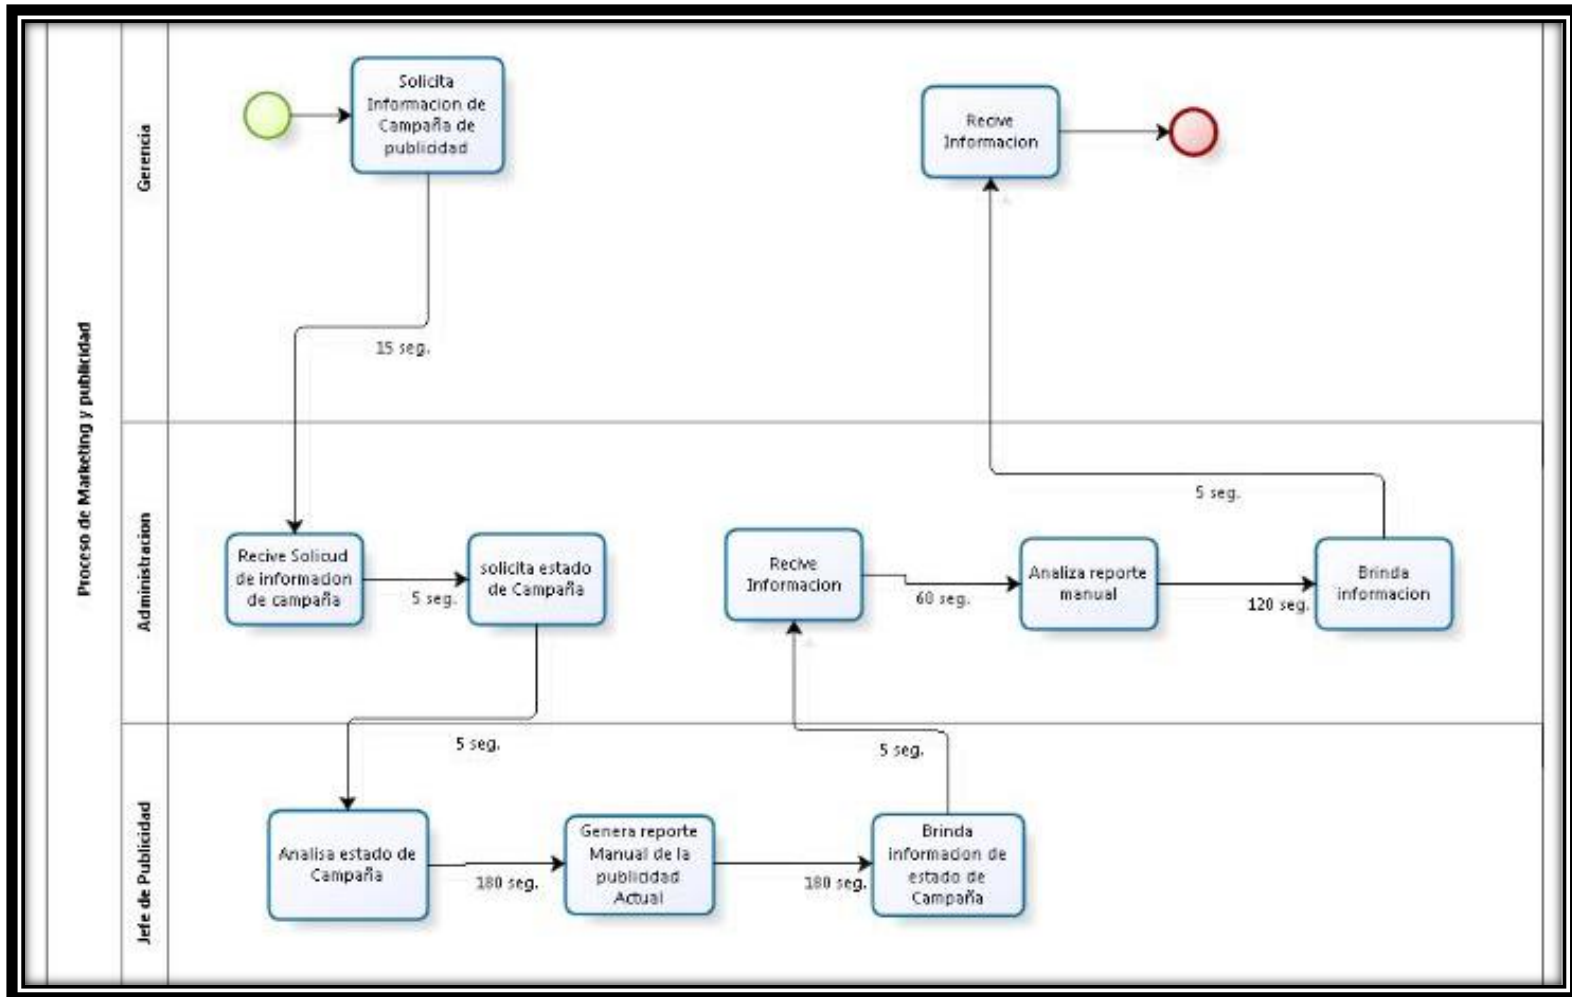 Proceso de Marketing y publicidad
Gerencia
Solicita
Informacion de
Campaña de
publicidad
15 seg.
Recive
Informacion
Administracion
Recive Solicud
de informacion
de campaña
5 seg.
solicita estado
de Campaña
5 seg.
Recive
Informacion
60 seg.
Analiza reporte
manual
120 seg.
Brinda
informacion
5 seg.
Jefe de Publicidad
Analisa estado de
Campaña
180 seg.
Genera reporte
Manual de la
publicidad
Actual
180 seg.
Brinda
informacion de
estado de
Campaña
5 seg.